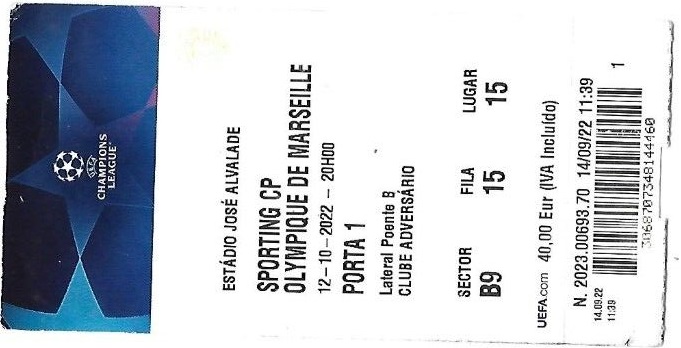 UEFA
CHAMPIONS
LEAGUE
ESTÁDIO JOSÉ ALVALADE
SPORTING CP
OLYMPIQUE DE MARSEILLE
12-10-2022 - 20H00
PORTA 1
Lateral Poente B
CLUBE ADVERSÁRIO
SECTOR FILA LUGAR
B9 15 15
UEFA.com 40,00 Eur (IVA Incluído)
N. 2023.00693.70 14/09/22 11:39
14.09.22
11:39
1
3068707348144460